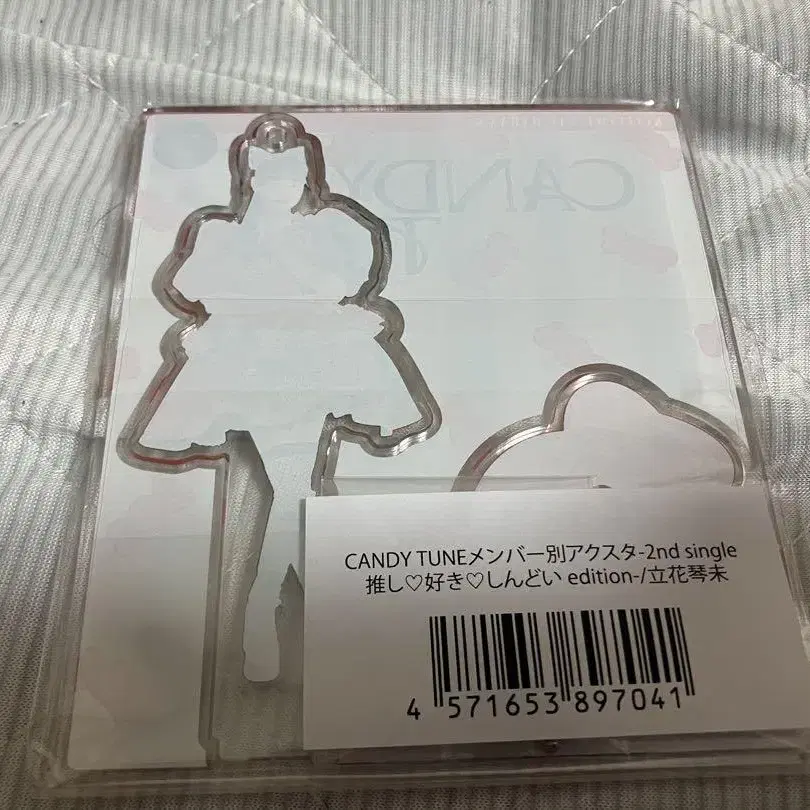 CANDY
CANDY TUNEメンバー別アクスタ-2nd single
推し♡好き♡しんどい edition-/立花琴未
4 571653 897041